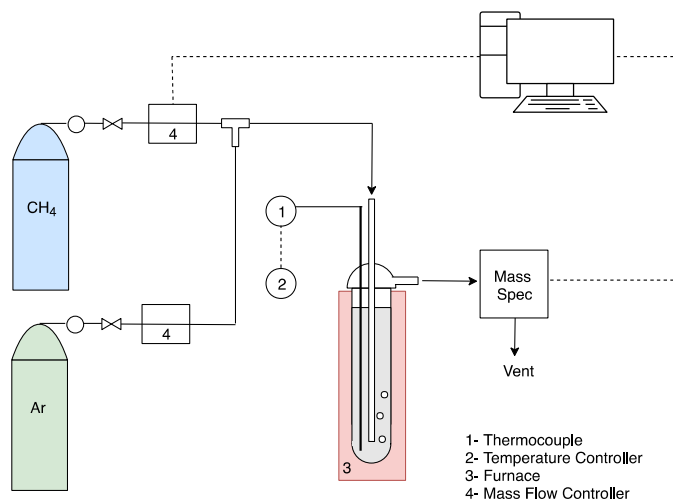 4
CH₄
1
2
Mass
Spec
4
Vent
Ar
3
1- Thermocouple
2- Temperature Controller
3- Furnace
4- Mass Flow Controller